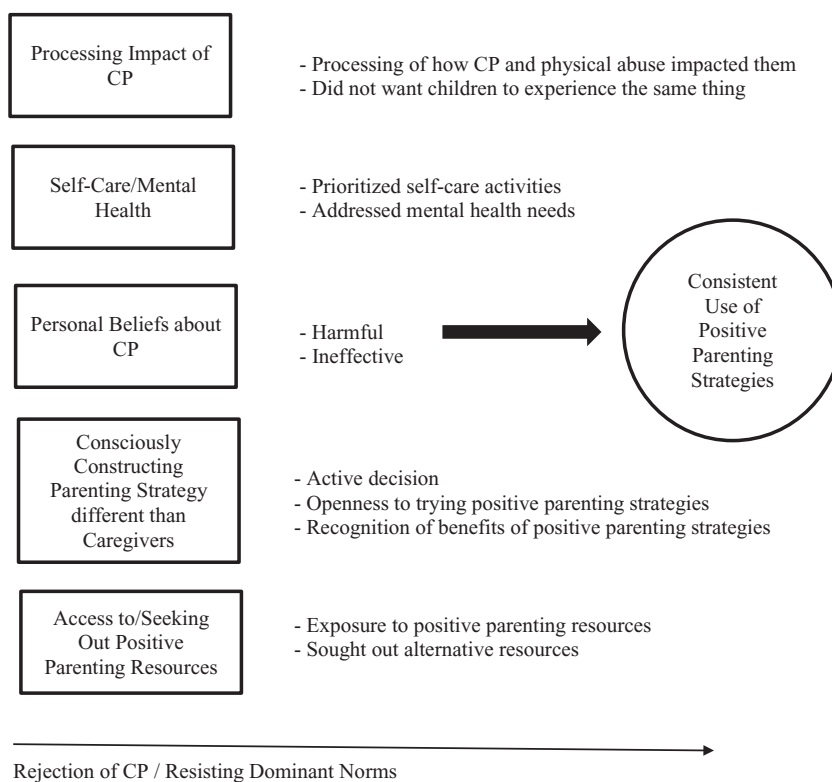 Processing Impact of
CP
- Processing of how CP and physical abuse impacted them
- Did not want children to experience the same thing
Self-Care/Mental
Health
- Prioritized self-care activities
- Addressed mental health needs
Personal Beliefs about
CP
- Harmful
- Ineffective
Consistent
Use of
Positive
Parenting
Strategies
Consciously
Constructing
Parenting Strategy
different than
Caregivers
- Active decision
- Openness to trying positive parenting strategies
- Recognition of benefits of positive parenting strategies
Access to/Seeking
Out Positive
Parenting Resources
- Exposure to positive parenting resources
- Sought out alternative resources
Rejection of CP / Resisting Dominant Norms